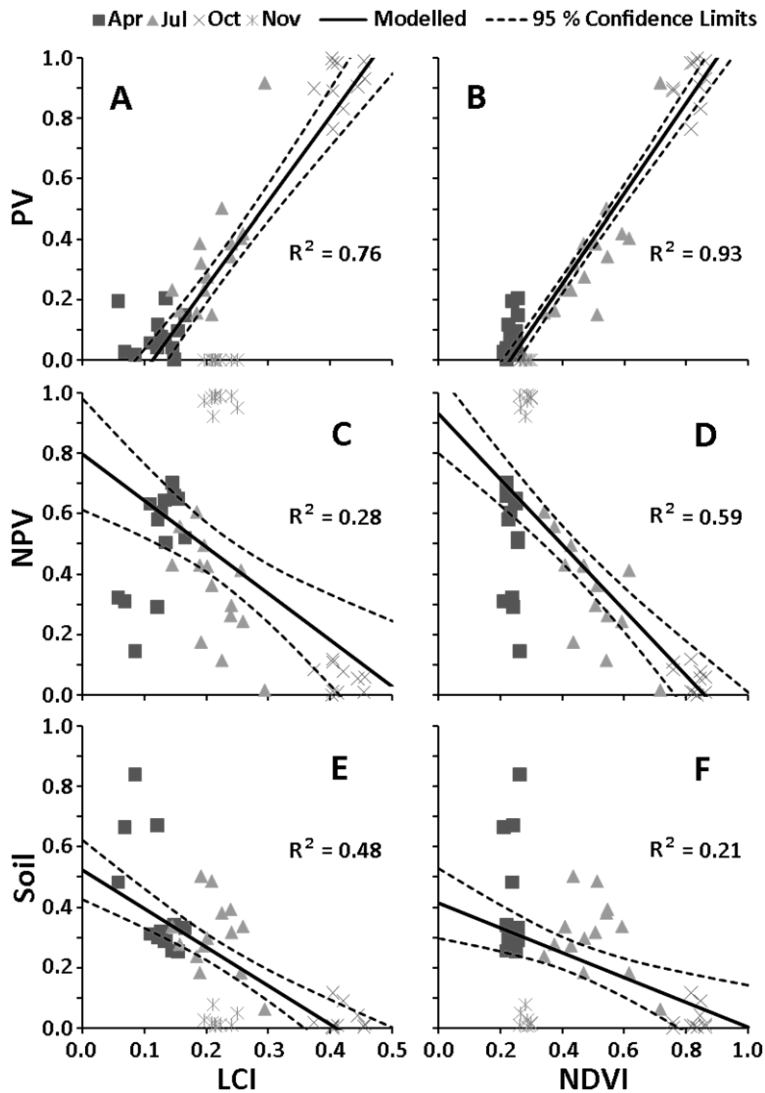 Apr Jul Oct Nov Modelled 95 % Confidence Limits
1.0 A B
0.8
0.6
PV
0.4
R² = 0.76 R² = 0.93
0.2
0.0
1.0
0.8 C D
0.6
NPV R² = 0.28 R² = 0.59
0.4
0.2
0.0
1.0
E F
0.8
0.6
Soil R² = 0.48 R² = 0.21
0.4
0.2
0.0
0.0 0.1 0.2 0.3 0.4 0.5 0.0 0.2 0.4 0.6 0.8 1.0
LCI NDVI